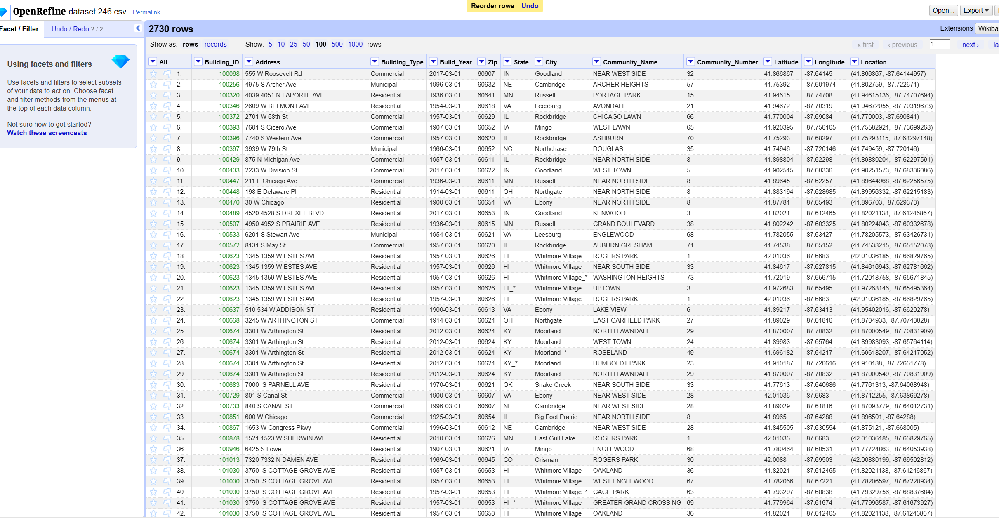 OpenRefine dataset 246 csv Permalink
Reorder rows Undo
Open... Export
Facet / Filter Undo / Redo 2 / 2
2730 rows
Extensions
Show as: rows records Show: 5 10 25 50 100 500 1000 rows
« first ‹ previous 1 next ›
Using facets and filters
Use facets and filters to select subsets
of your data to act on. Choose facet
and filter methods from the menus at
the top of each data column.
Not sure how to get started?
Watch these screencasts
All Building_ID Address Building_Type Build_Year Zip State City Community_Name Community_Number Latitude Longitude Location
1. 100068 555 W Roosevelt Rd Commercial 2017-03-01 60607 IN Goodland NEAR WEST SIDE 32 41.866867 -87.64145 (41.866867, -87.64144957)
2. 100256 4975 S Archer Ave Municipal 1996-03-01 60632 NE Cambridge ARCHER HEIGHTS 57 41.75392 -87.601974 (41.802759, -87.722671)
3. 100320 4039 4051 N LAPORTE AVE Residential 1936-03-01 60641 MN Russell PORTAGE PARK 15 41.94615 -87.74708 (41.94615136, -87.74707694)
4. 100346 2609 W BELMONT AVE Residential 1954-03-01 60618 VA Leesburg AVONDALE 21 41.94672 -87.70319 (41.94672055, -87.70319673)
5. 100372 2701 W 68th St Commercial 1957-03-01 60629 IL Rockbridge CHICAGO LAWN 66 41.770004 -87.69084 (41.770003, -87.690841)
6. 100393 7601 S Cicero Ave Commercial 1907-03-01 60652 IA Mingo WEST LAWN 65 41.920395 -87.756165 (41.75582921, -87.73699268)
7. 100396 7740 S Western Ave Commercial 1957-03-01 60620 IL Rockbridge ASHBURN 70 41.75293 -87.68297 (41.75293115, -87.68297148)
8. 100397 3939 W 79th St Municipal 1966-03-01 60652 NC Northchase DOUGLAS 35 41.74946 -87.720146 (41.749459, -87.720146)
9. 100429 875 N Michigan Ave Commercial 1957-03-01 60611 IL Rockbridge NEAR NORTH SIDE 8 41.898804 -87.62298 (41.89880204, -87.62297591)
10. 100433 2233 W Division St Commercial 2017-03-01 60622 IN Goodland WEST TOWN 5 41.902515 -87.68336 (41.90251573, -87.68336086)
11. 100447 211 E Chicago Ave Commercial 1936-03-01 60611 MN Russell NEAR NORTH SIDE 8 41.89645 -87.62257 (41.89644968, -87.62256575)
12. 100448 198 E Delaware Pl Residential 1914-03-01 60611 OH Northgate NEAR NORTH SIDE 8 41.883194 -87.628685 (41.89956332, -87.62215183)
13. 100470 30 W Chicago Residential 1900-03-01 60654 VA Ebony NEAR NORTH SIDE 8 41.87781 -87.65493 (41.896703, -87.629373)
14. 100489 4520 4528 S DREXEL BLVD Residential 2017-03-01 60653 IN Goodland KENWOOD 3 41.82021 -87.612465 (41.82021138, -87.61246867)
15. 100507 4950 4952 S PRAIRIE AVE Residential 1936-03-01 60615 MN Russell GRAND BOULEVARD 38 41.802242 -87.603325 (41.80224043, -87.60332678)
16. 100533 6201 S Stewart Ave Municipal 1954-03-01 60621 VA Leesburg ENGLEWOOD 68 41.782055 -87.63427 (41.78205573, -87.63426731)
17. 100572 8131 S May St Commercial 1957-03-01 60620 IL Rockbridge AUBURN GRESHAM 71 41.74538 -87.65152 (41.74538215, -87.65152078)
18. 100623 1345 1359 W ESTES AVE Residential 1957-03-01 60626 HI Whitmore Village ROGERS PARK 1 42.01036 -87.6683 (42.01036185, -87.66829765)
19. 100623 1345 1359 W ESTES AVE Residential 1957-03-01 60626 HI Whitmore Village NEAR SOUTH SIDE 33 41.84617 -87.627815 (41.84616943, -87.62781662)
20. 100623 1345 1359 W ESTES AVE Residential 1957-03-01 60626 HI Whitmore Village_* WASHINGTON HEIGHTS 73 41.72019 -87.656715 (41.72018758, -87.65671845)
21. 100623 1345 1359 W ESTES AVE Residential 1957-03-01 60626 HI_* Whitmore Village UPTOWN 3 41.972683 -87.65495 (41.97268146, -87.65495364)
22. 100623 1345 1359 W ESTES AVE Residential 1957-03-01 60626 HI Whitmore Village ROGERS PARK 1 42.01036 -87.6683 (42.01036185, -87.66829765)
23. 100637 510 534 W ADDISON ST Residential 1900-03-01 60613 VA Ebony LAKE VIEW 6 41.89217 -87.63413 (41.95402016, -87.6620278)
24. 100668 3245 W ARTHINGTON ST Commercial 1914-03-01 60624 OH Northgate EAST GARFIELD PARK 27 41.89029 -87.61816 (41.8704933, -87.70743828)
25. 100674 3301 W Arthington St Residential 2012-03-01 60624 KY Moorland NORTH LAWNDALE 29 41.870007 -87.70832 (41.87000549, -87.70831909)
26. 100674 3301 W Arthington St Residential 2012-03-01 60624 KY Moorland WEST TOWN 24 41.89983 -87.65764 (41.89983093, -87.65764114)
27. 100674 3301 W Arthington St Residential 2012-03-01 60624 KY Moorland_* ROSELAND 49 41.696182 -87.64217 (41.69618207, -87.64217052)
28. 100674 3301 W Arthington St Residential 2012-03-01 60624 KY_* Moorland HUMBOLDT PARK 23 41.910187 -87.726616 (41.910188, -87.72661778)
29. 100674 3301 W Arthington St Residential 2012-03-01 60624 KY Moorland NORTH LAWNDALE 29 41.870007 -87.70832 (41.87000549, -87.70831909)
30. 100683 7000  S PARNELL AVE Residential 1970-03-01 60621 OK Snake Creek NEAR SOUTH SIDE 33 41.77613 -87.640686 (41.7761313, -87.64068948)
31. 100729 801 S Canal St Commercial 1900-03-01 60607 VA Ebony NEAR WEST SIDE 28 42.01036 -87.6683 (41.8712255, -87.63869278)
32. 100733 840 S CANAL ST Commercial 1996-03-01 60607 NE Cambridge NEAR WEST SIDE 28 41.89029 -87.61816 (41.87093779, -87.64012731)
33. 100851 600 W Chicago Commercial 1925-03-01 60654 IL Big Foot Prairie NEAR NORTH SIDE 8 41.8965 -87.64288 (41.896501, -87.64288)
34. 100867 1653 W Congress Pkwy Commercial 1996-03-01 60612 NE Cambridge NEAR WEST SIDE 28 41.845505 -87.630554 (41.875121, -87.668005)
35. 100878 1521 1523 W SHERWIN AVE Residential 2010-03-01 60626 MN East Gull Lake ROGERS PARK 1 42.01036 -87.6683 (42.01036185, -87.66829765)
36. 100946 6425 S Lowe Residential 1907-03-01 60621 IA Mingo ENGLEWOOD 68 41.780464 -87.60531 (41.77724863, -87.64053938)
37. 101013 7320 7332 N DAMEN AVE Residential 1969-03-01 60645 CO Crisman ROGERS PARK 30 42.0088 -87.69503 (42.00880199, -87.69502812)
38. 101030 3750  S COTTAGE GROVE AVE Residential 1957-03-01 60653 HI Whitmore Village OAKLAND 36 41.82021 -87.612465 (41.82021138, -87.61246867)
39. 101030 3750  S COTTAGE GROVE AVE Residential 1957-03-01 60653 HI Whitmore Village WEST ENGLEWOOD 67 41.782066 -87.67221 (41.78206597, -87.67220934)
40. 101030 3750  S COTTAGE GROVE AVE Residential 1957-03-01 60653 HI Whitmore Village_* GAGE PARK 63 41.793297 -87.68838 (41.79329756, -87.68837684)
41. 101030 3750  S COTTAGE GROVE AVE Residential 1957-03-01 60653 HI_* Whitmore Village GREATER GRAND CROSSING 69 41.779964 -87.61674 (41.77996587, -87.61673927)
42. 101030 3750  S COTTAGE GROVE AVE Residential 1957-03-01 60653 HI Whitmore Village OAKLAND 36 41.82021 -87.612465 (41.82021138, -87.61246867)